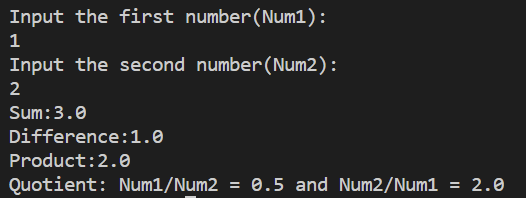 Input the first number(Num1):
1
Input the second number(Num2):
2
Sum:3.0
Difference:1.0
Product:2.0
Quotient: Num1/Num2 = 0.5 and Num2/Num1 = 2.0